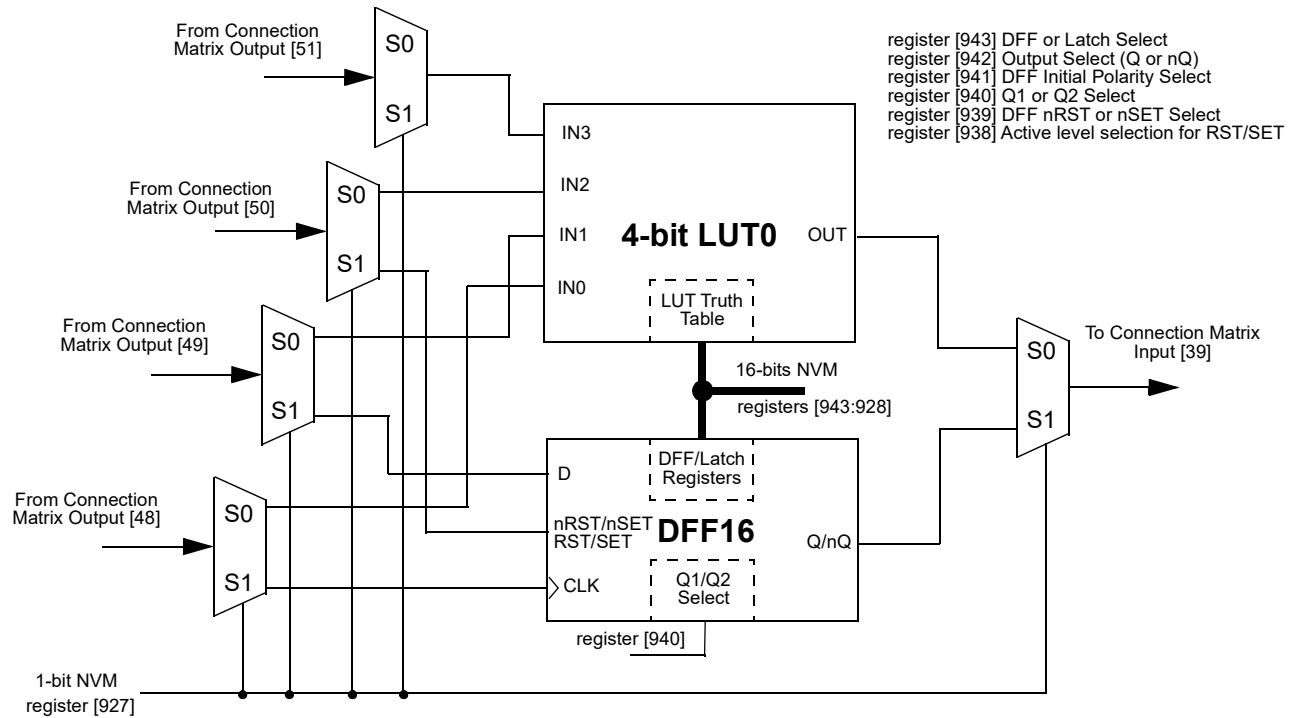 From Connection
Matrix Output [51]
S0
S1
register [943] DFF or Latch Select
register [942] Output Select (Q or nQ)
register [941] DFF Initial Polarity Select
register [940] Q1 or Q2 Select
register [939] DFF nRST or nSET Select
register [938] Active level selection for RST/SET
From Connection
Matrix Output [50]
S0
S1
IN3
IN2
IN1
IN0
4-bit LUT0
OUT
LUT Truth
Table
From Connection
Matrix Output [49]
S0
S1
16-bits NVM
registers [943:928]
To Connection Matrix
Input [39]
S0
S1
From Connection
Matrix Output [48]
S0
S1
DFF/Latch
Registers
D
nRST/nSET
RST/SET
DFF16
Q/nQ
CLK
Q1/Q2
Select
register [940]
1-bit NVM
register [927]